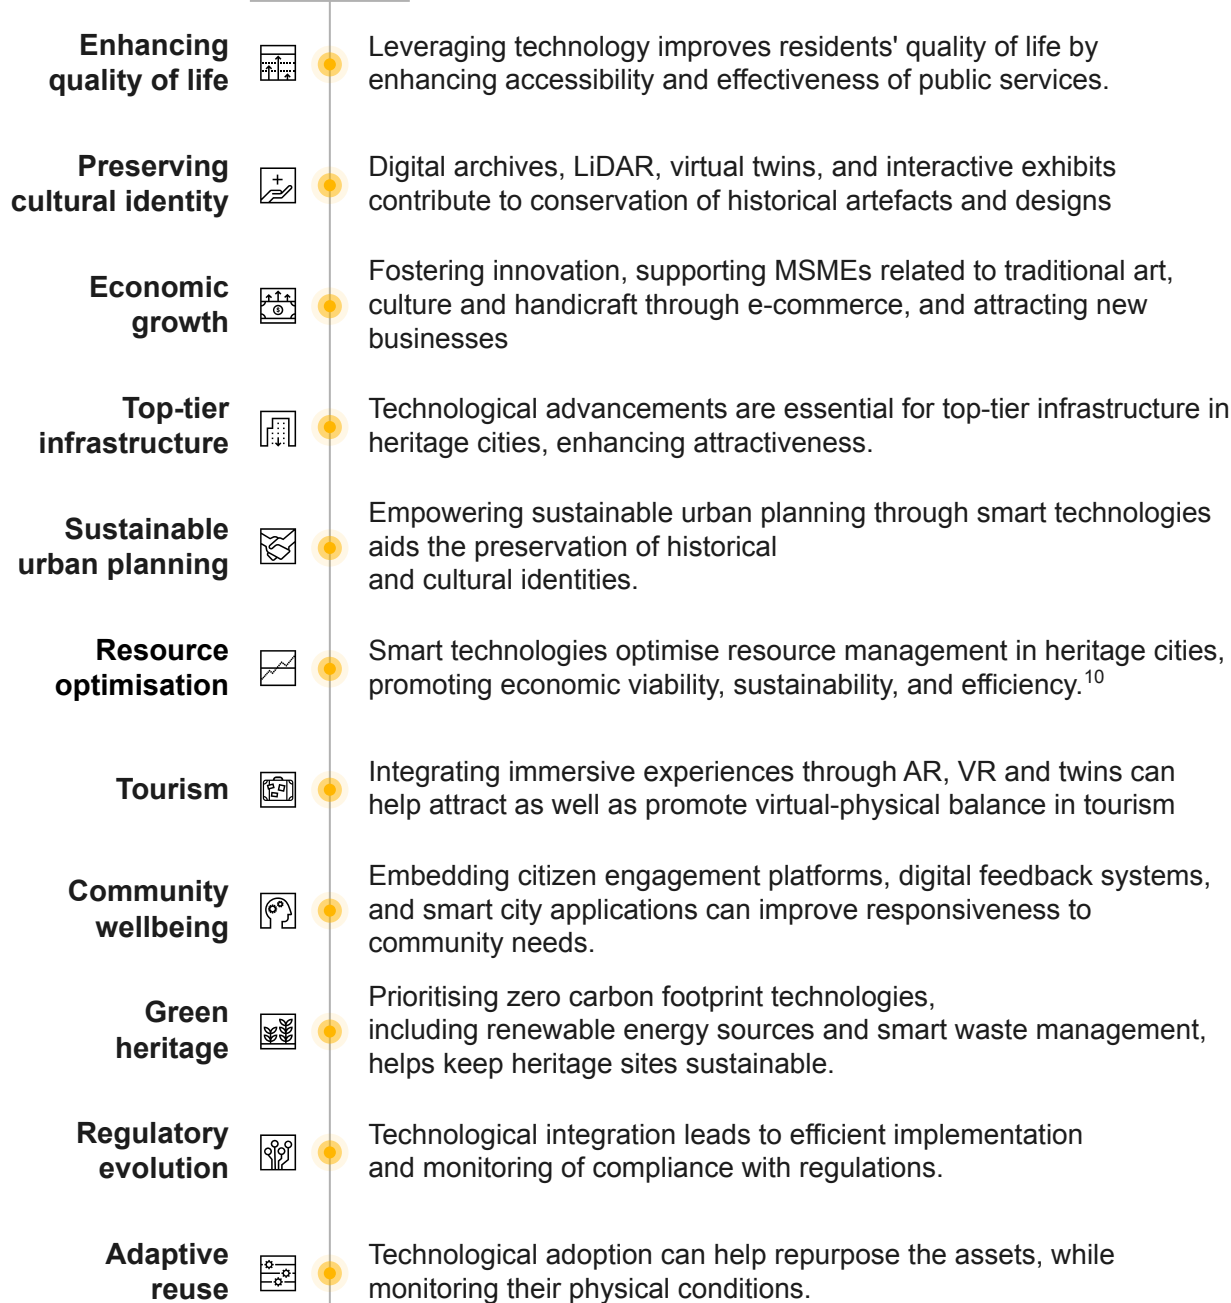 Enhancing
quality of life
Leveraging technology improves residents' quality of life by
enhancing accessibility and effectiveness of public services.
Preserving
cultural identity
Digital archives, LiDAR, virtual twins, and interactive exhibits
contribute to conservation of historical artefacts and designs
Economic
growth
Fostering innovation, supporting MSMEs related to traditional art,
culture and handicraft through e-commerce, and attracting new
businesses
Top-tier
infrastructure
Technological advancements are essential for top-tier infrastructure in
heritage cities, enhancing attractiveness.
Sustainable
urban planning
Empowering sustainable urban planning through smart technologies
aids the preservation of historical
and cultural identities.
Resource
optimisation
Smart technologies optimise resource management in heritage cities,
promoting economic viability, sustainability, and efficiency.10
Tourism
Integrating immersive experiences through AR, VR and twins can
help attract as well as promote virtual-physical balance in tourism
Community
wellbeing
Embedding citizen engagement platforms, digital feedback systems,
and smart city applications can improve responsiveness to
community needs.
Green
heritage
Prioritising zero carbon footprint technologies,
including renewable energy sources and smart waste management,
helps keep heritage sites sustainable.
Regulatory
evolution
Technological integration leads to efficient implementation
and monitoring of compliance with regulations.
Adaptive
reuse
Technological adoption can help repurpose the assets, while
monitoring their physical conditions.